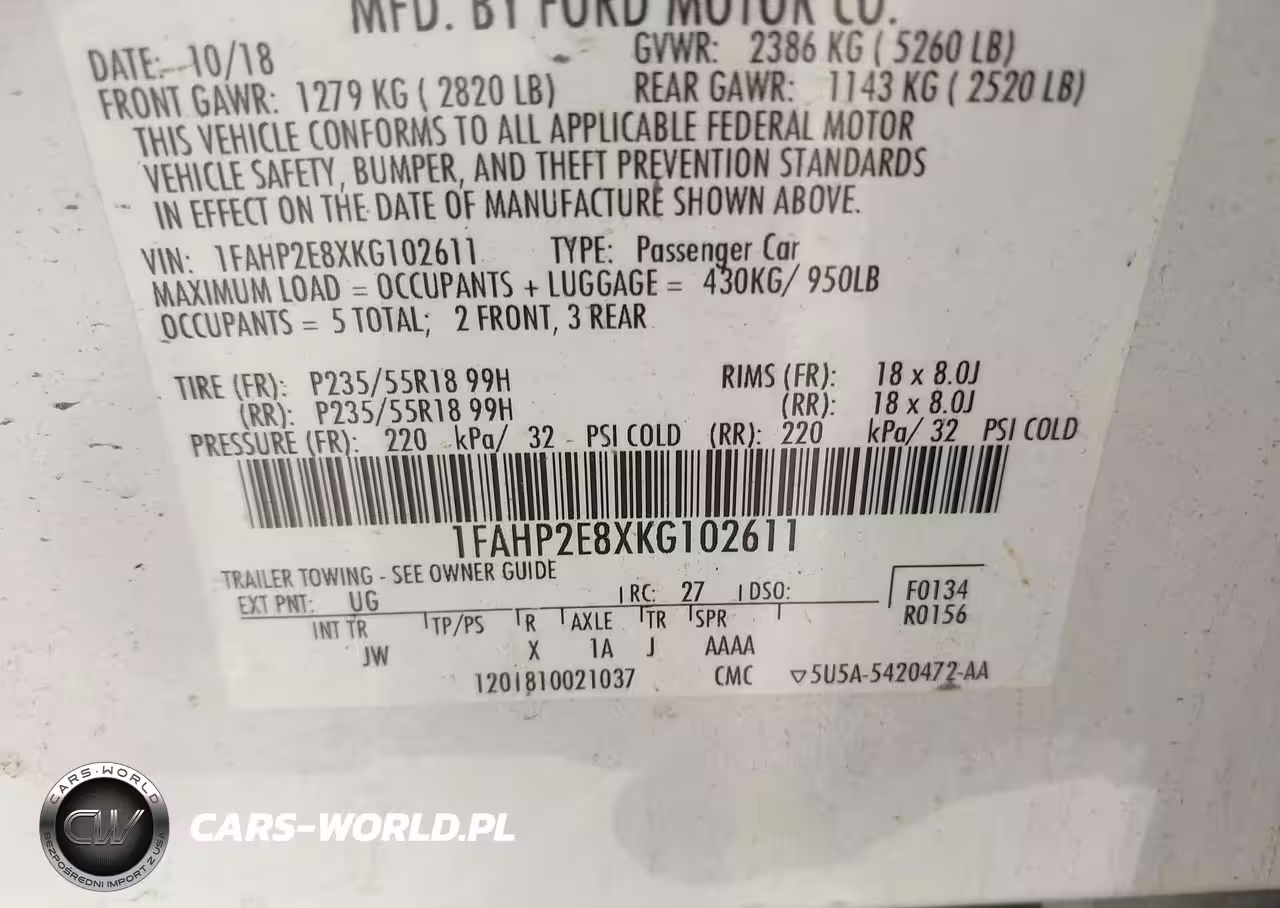 MFD. BY FORD MOTOR CO.
DATE: 10/18 GVWR: 2386 KG ( 5260 LB)
FRONT GAWR: 1279 KG ( 2820 LB) REAR GAWR: 1143 KG ( 2520 LB)
THIS VEHICLE CONFORMS TO ALL APPLICABLE FEDERAL MOTOR
VEHICLE SAFETY, BUMPER, AND THEFT PREVENTION STANDARDS
IN EFFECT ON THE DATE OF MANUFACTURE SHOWN ABOVE.
VIN: 1FAHP2E8XKG102611 TYPE: Passenger Car
MAXIMUM LOAD = OCCUPANTS + LUGGAGE = 430KG/ 950LB
OCCUPANTS = 5 TOTAL; 2 FRONT, 3 REAR
TIRE (FR): P235/55R18 99H RIMS (FR): 18 x 8.0J
(RR): P235/55R18 99H (RR): 18 x 8.0J
PRESSURE (FR): 220 kPa/ 32 PSI COLD (RR): 220 kPa/ 32 PSI COLD
1FAHP2E8XKG102611
TRAILER TOWING - SEE OWNER GUIDE
EXT PNT: UG RC: 27 DSO: F0134
R0156
INT TR TP/PS R AXLE TR SPR
JW X 1A J AAAA
1201810021037 CMC ▽5U5A-5420472-AA
CARS-WORLD
CW
BEZPOŚREDNI IMPORT Z USA
CARS-WORLD.PL